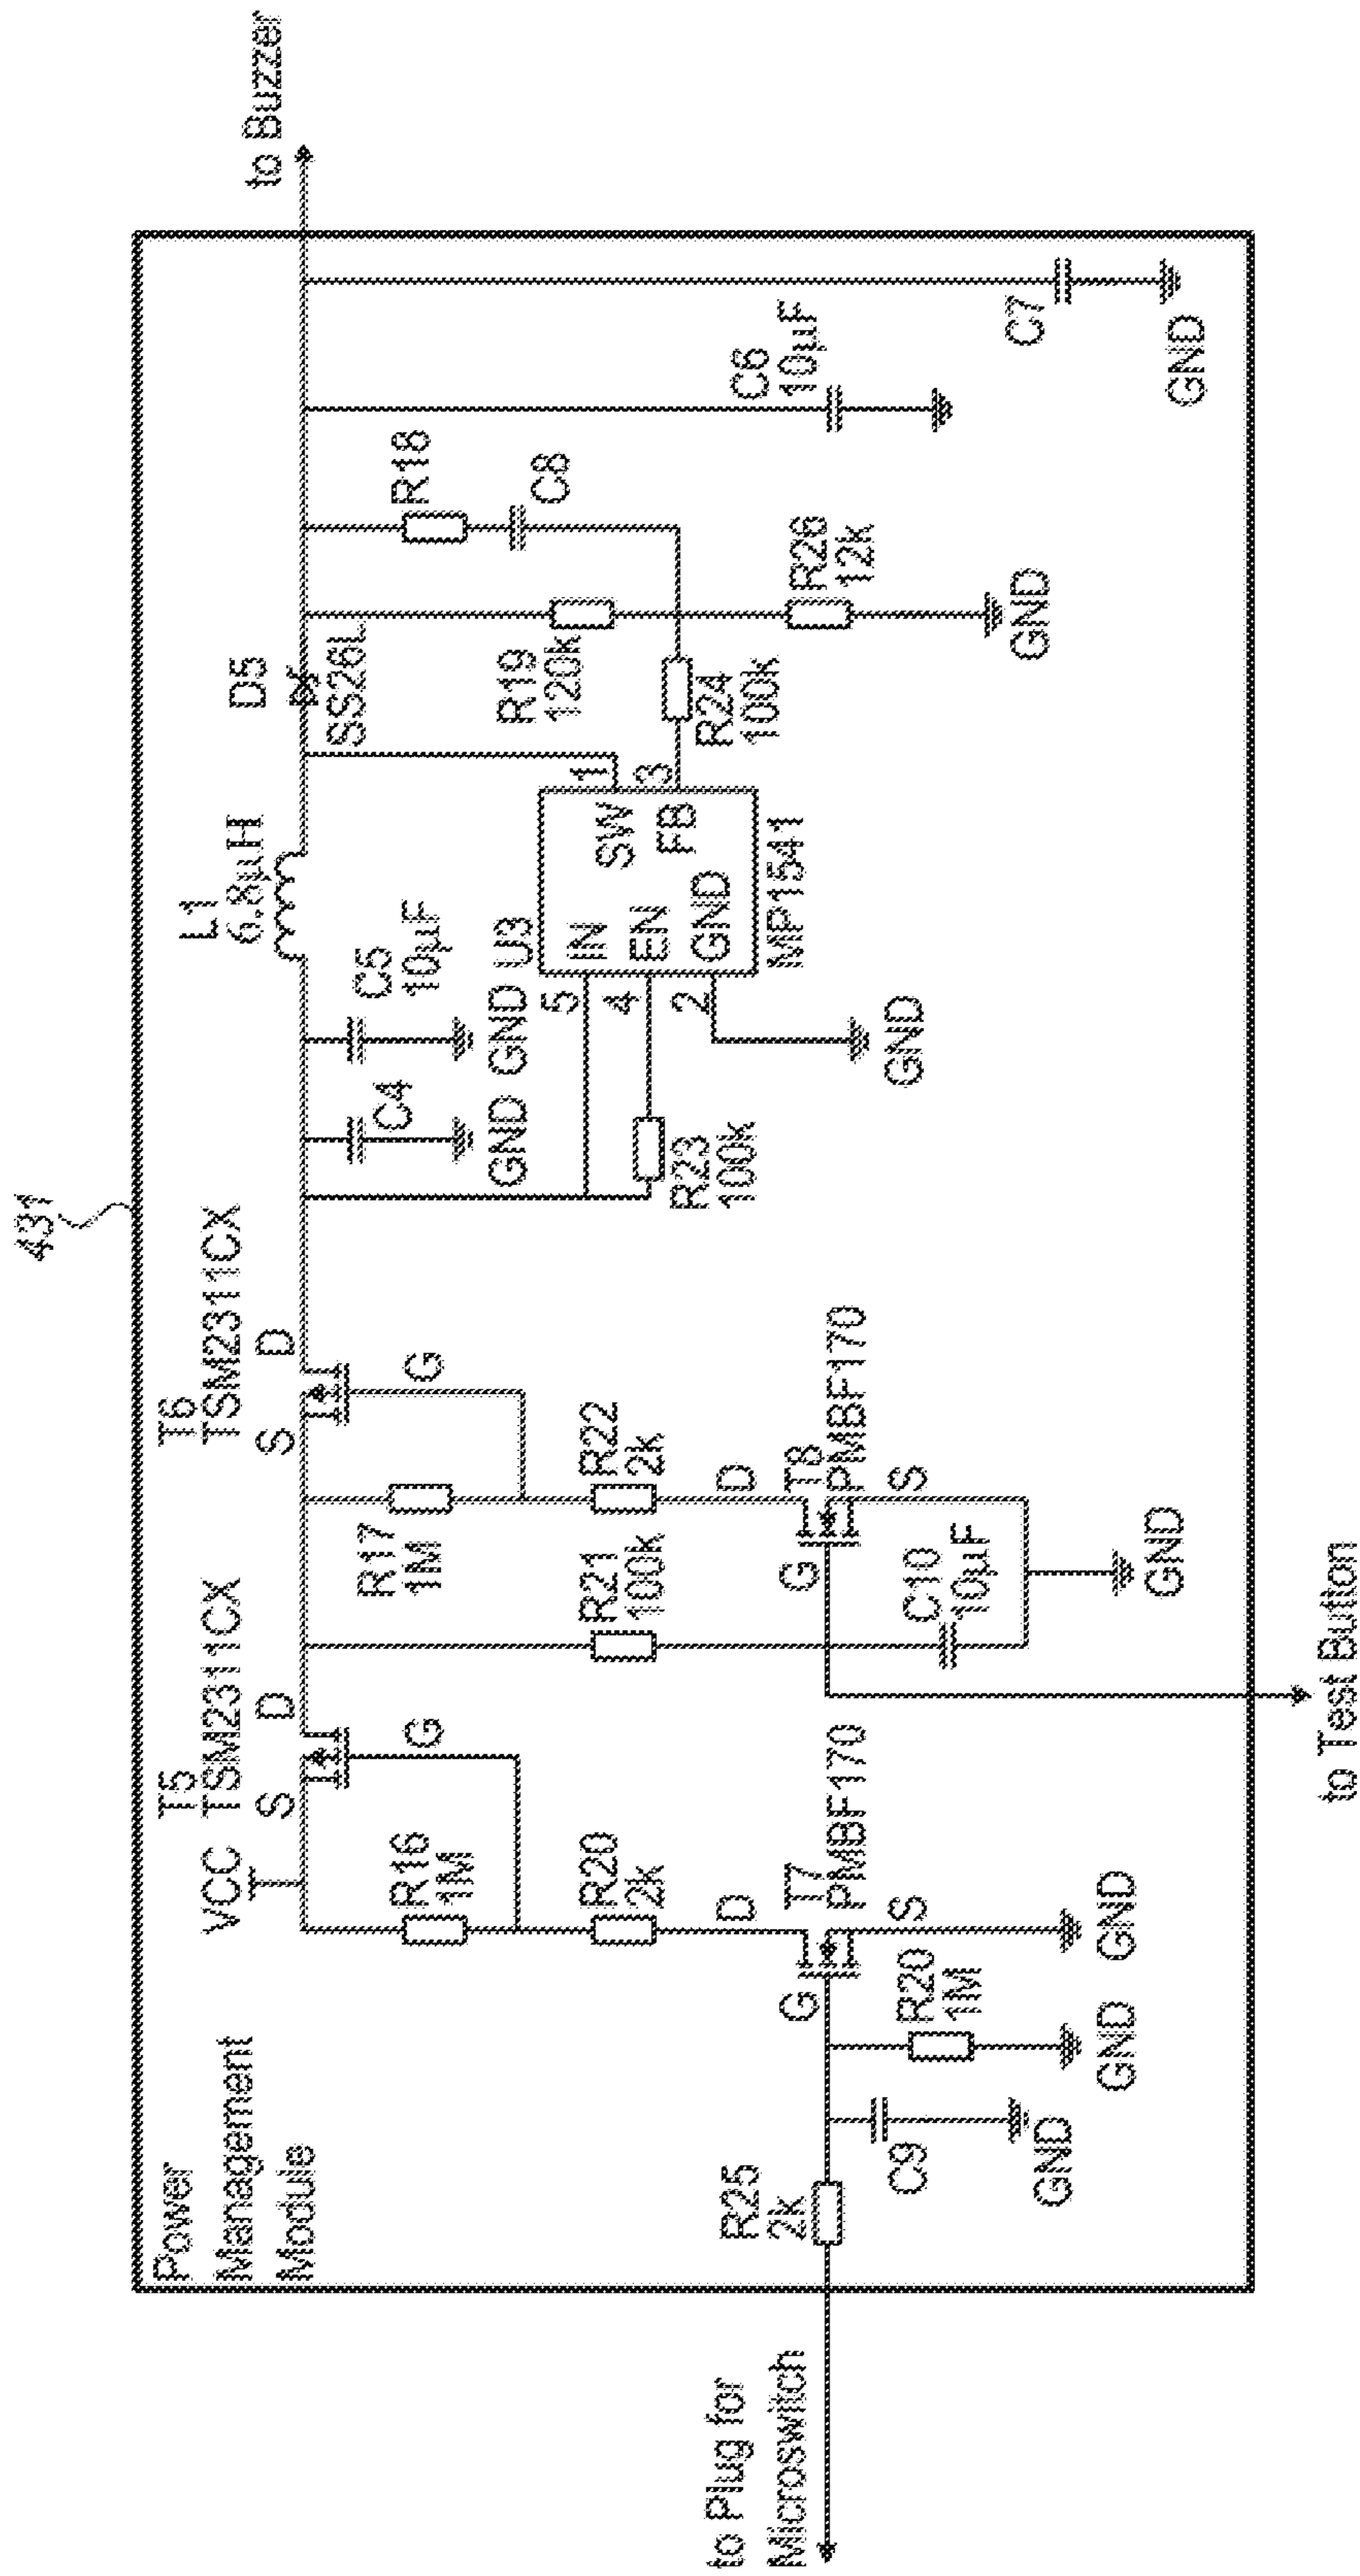 431
Power
Management
Module
VCC
T5
TSM2311CX
S
D
G
T6
TSM2311CX
S
D
G
L1
6.8µH
D5
SS26L
to Buzzer
R16
1M
R17
1M
C4
GND
C5
10µF
GND
U3
IN
EN
GND
SW
FB
5
4
2
1
3
MP1541
R18
C8
R19
120k
C6
10µF
R20
2k
R21
100k
R22
2k
R23
100k
GND
R24
100k
R26
12k
GND
C7
GND
to Plug for
Microswitch
R25
2k
C9
GND
R20
1M
GND
G
D
T7
PMBF170
S
GND
G
D
T8
PMBF170
S
C10
10µF
GND
to Test Button